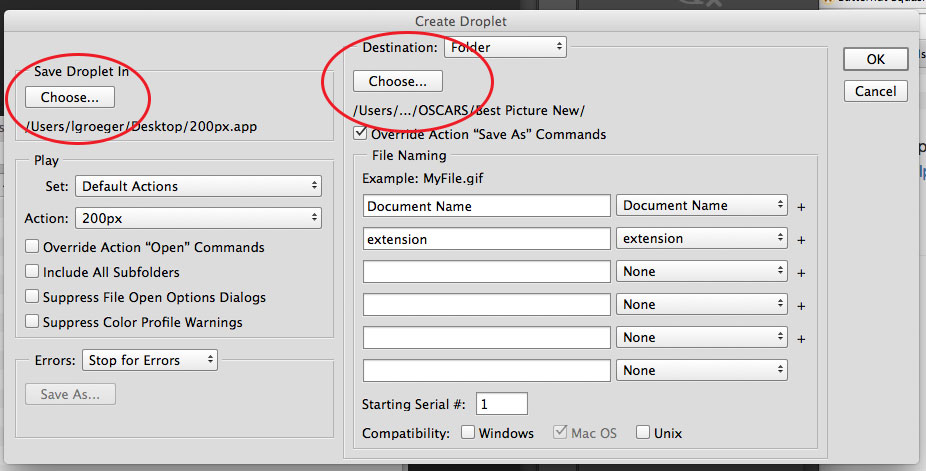 Create Droplet
Save Droplet In
Choose...
/Users/lgroeger/Desktop/200px.app
Play
Set: Default Actions
Action: 200px
Override Action “Open” Commands
Include All Subfolders
Suppress File Open Options Dialogs
Suppress Color Profile Warnings
Errors: Stop for Errors
Save As...
Destination: Folder
Choose...
/Users/.../OSCARS/Best Picture New/
Override Action “Save As” Commands
File Naming
Example: MyFile.gif
Document Name Document Name +
extension extension +
None +
None +
None +
None
Starting Serial #: 1
Compatibility: Windows Mac OS Unix
OK
Cancel